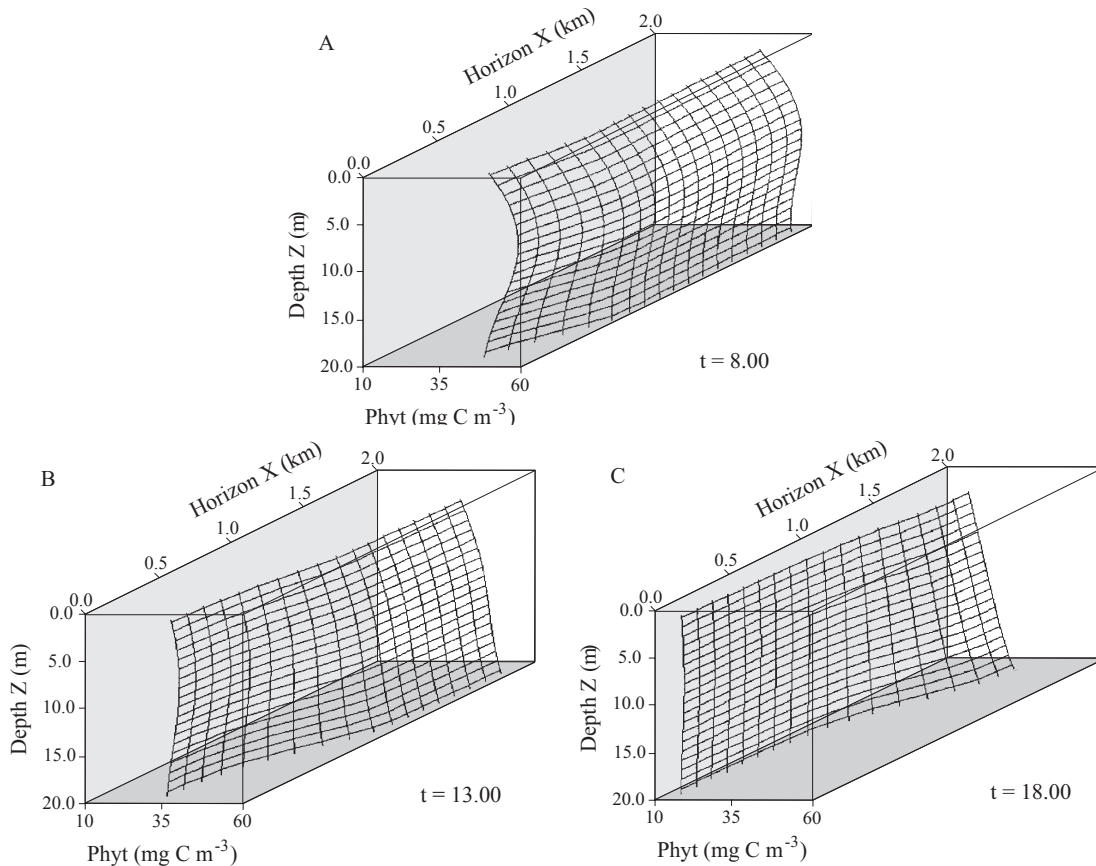 A
Horizon X (km)
2.0
1.5
1.0
0.5
0.0
0.0
5.0
10.0
15.0
20.0
Depth Z (m)
10 35 60
Phyt (mg C m-3)
t = 8.00
B
Horizon X (km)
2.0
1.5
1.0
0.5
0.0
0.0
5.0
10.0
15.0
20.0
Depth Z (m)
10 35 60
Phyt (mg C m-3)
t = 13.00
C
Horizon X (km)
2.0
1.5
1.0
0.5
0.0
0.0
5.0
10.0
15.0
20.0
Depth Z (m)
10 35 60
Phyt (mg C m-3)
t = 18.00